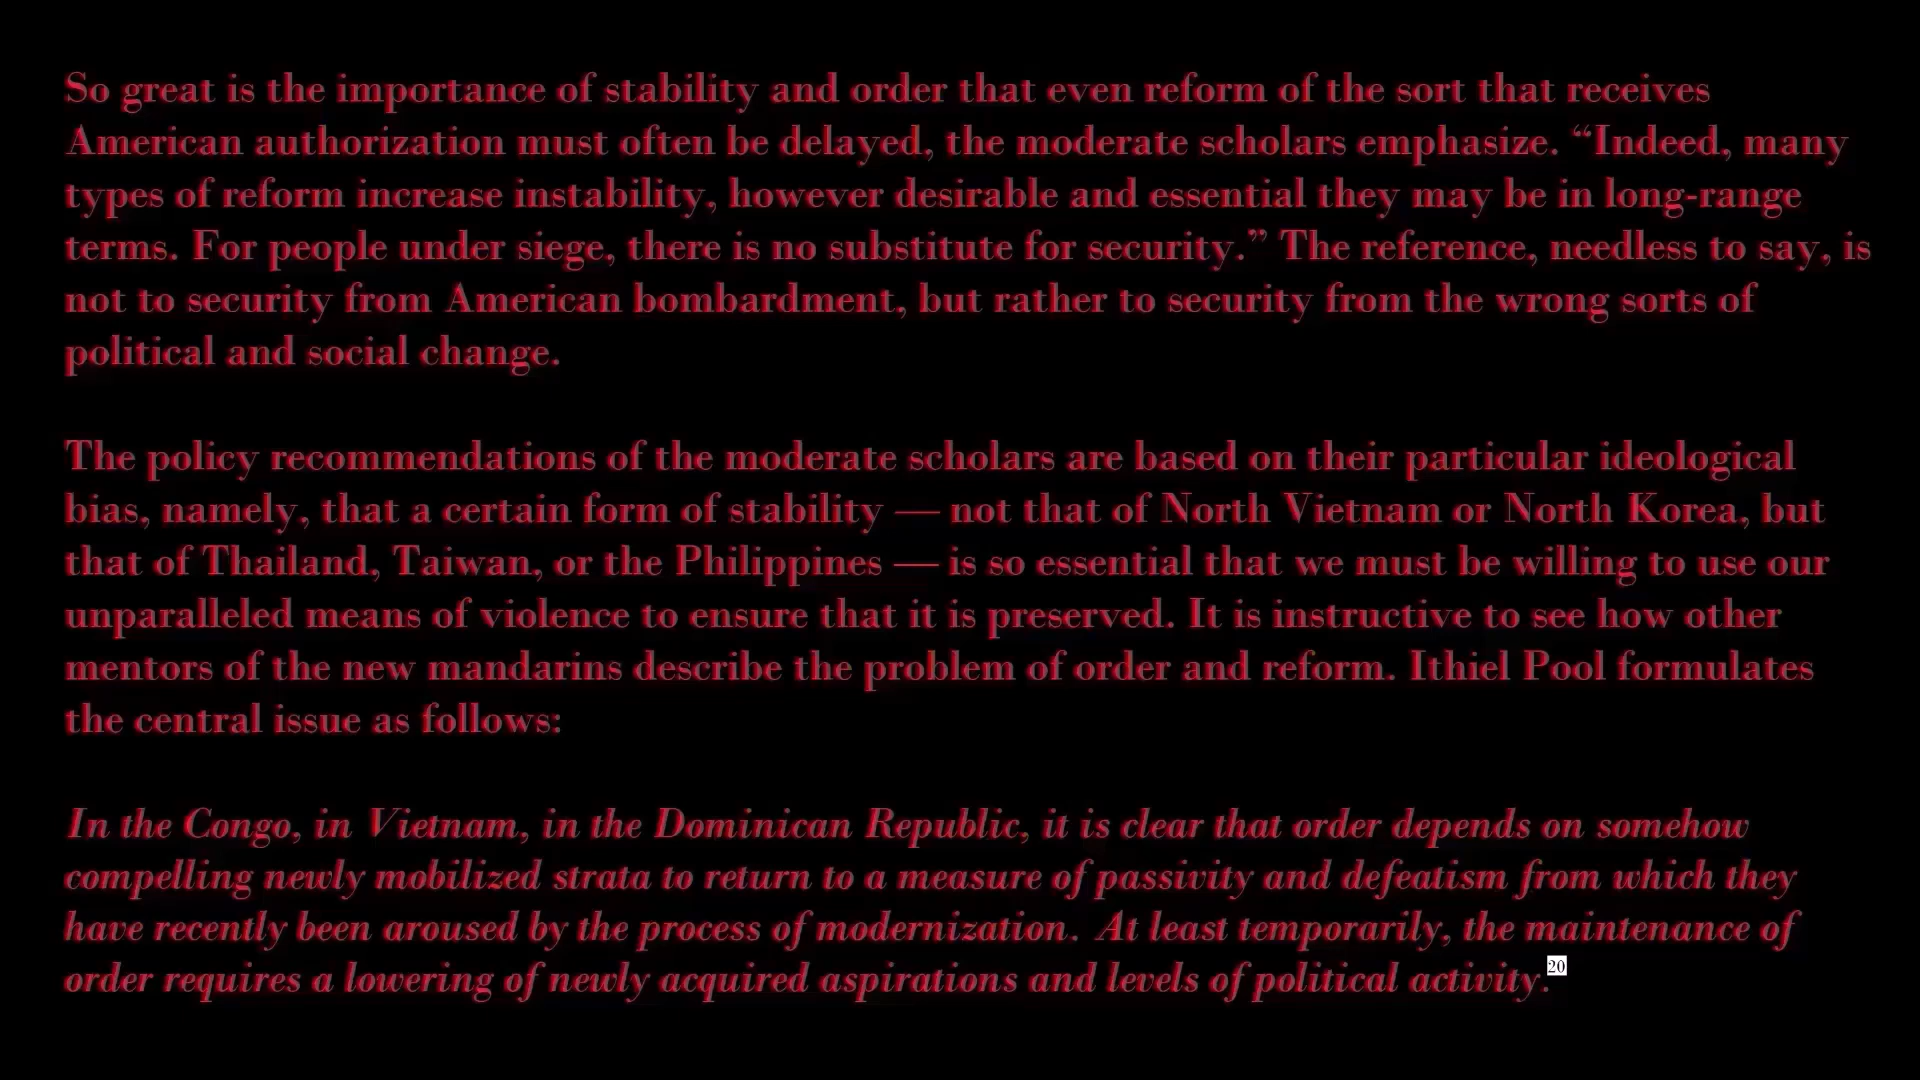 So great is the importance of stability and order that even reform of the sort that receives
American authorization must often be delayed, the moderate scholars emphasize. “Indeed, many
types of reform increase instability, however desirable and essential they may be in long-range
terms. For people under siege, there is no substitute for security.” The reference, needless to say, is
not to security from American bombardment, but rather to security from the wrong sorts of
political and social change.
The policy recommendations of the moderate scholars are based on their particular ideological
bias, namely, that a certain form of stability — not that of North Vietnam or North Korea, but
that of Thailand, Taiwan, or the Philippines — is so essential that we must be willing to use our
unparalleled means of violence to ensure that it is preserved. It is instructive to see how other
mentors of the new mandarins describe the problem of order and reform. Ithiel Pool formulates
the central issue as follows:
In the Congo, in Vietnam, in the Dominican Republic, it is clear that order depends on somehow
compelling newly mobilized strata to return to a measure of passivity and defeatism from which they
have recently been aroused by the process of modernization. At least temporarily, the maintenance of
order requires a lowering of newly acquired aspirations and levels of political activity.20